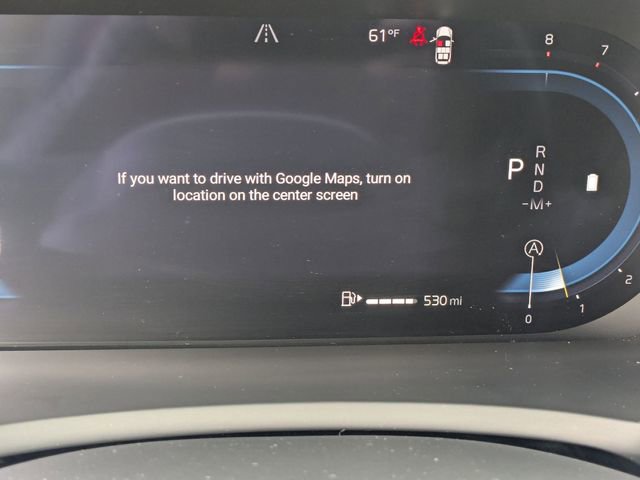 61°F
8
7
If you want to drive with Google Maps, turn on
location on the center screen
P
R
N
D
-M+
A
530 mi
2
1
0